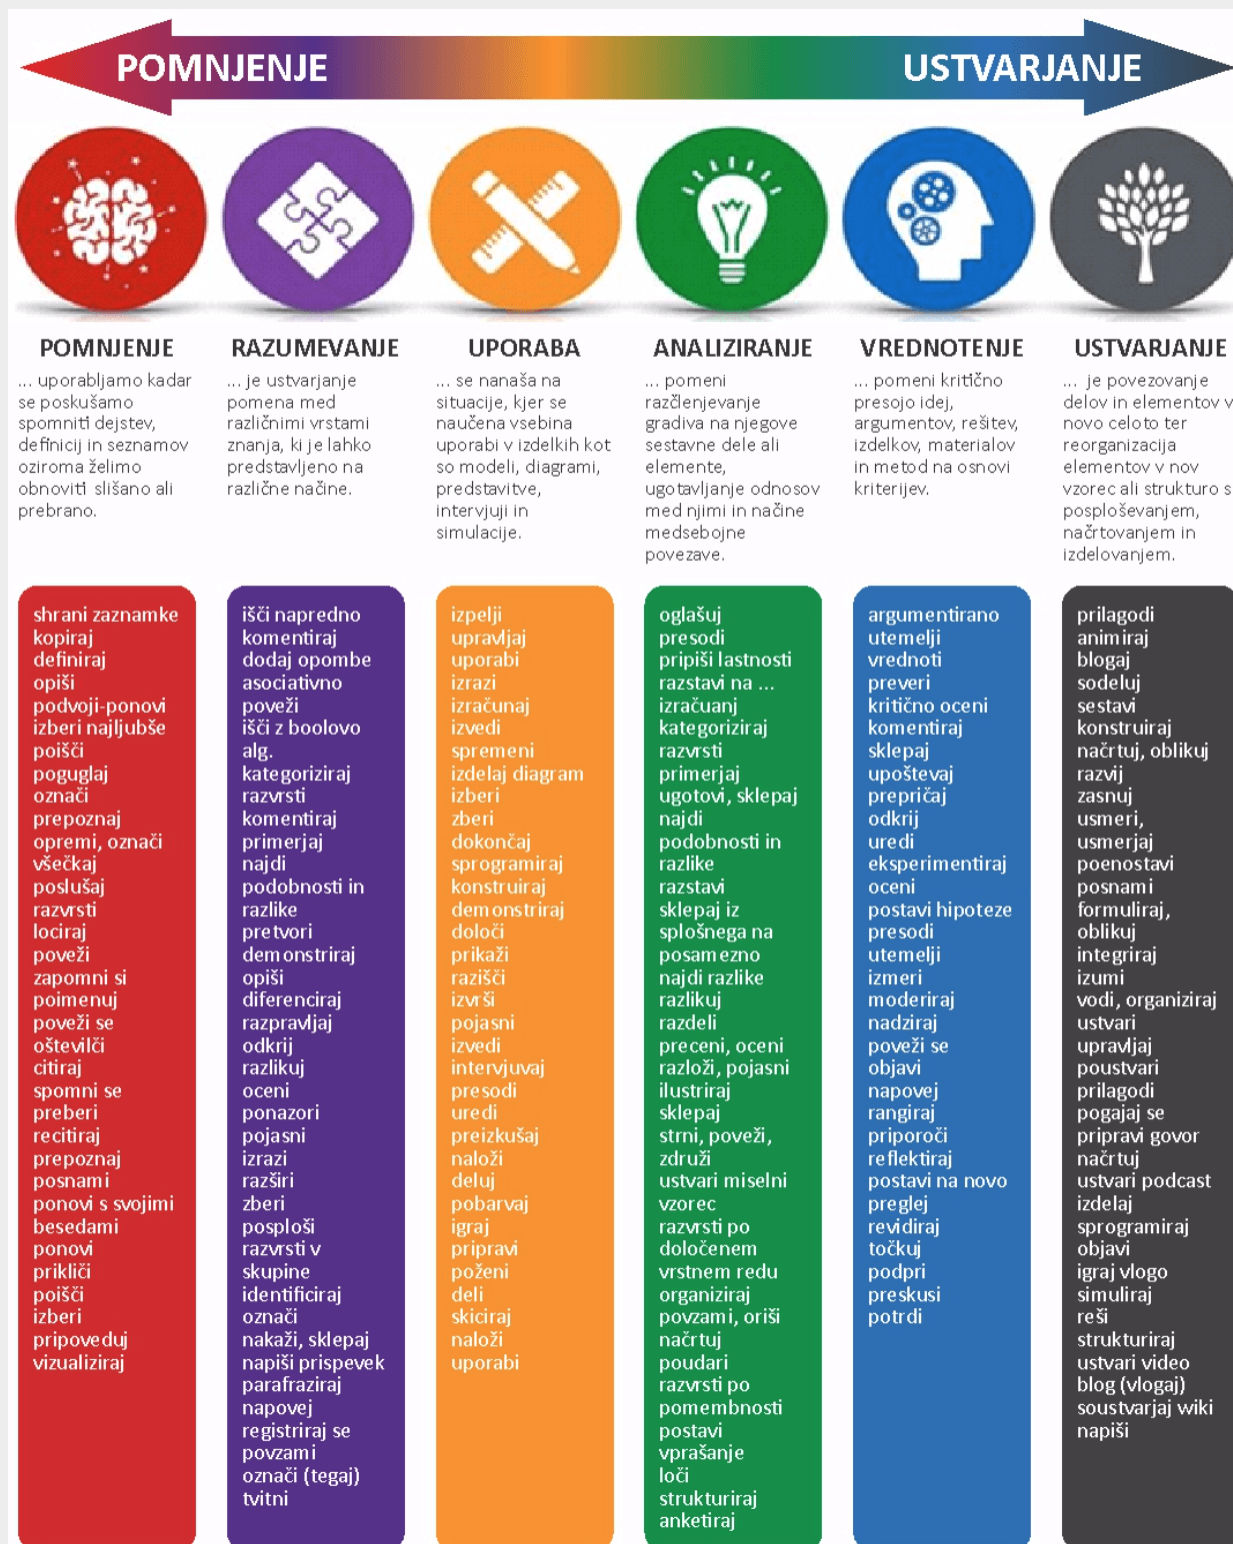 POMNJENJE
USTVARJANJE
POMNJENJE
... uporabljamo kadar
se poskušamo
spomniti dejstev,
definicij in seznamov
oziroma želimo
obnoviti slišano ali
prebrano.
RAZUMEVANJE
... je ustvarjanje
pomena med
različnimi vrstami
znanja, ki je lahko
predstavljeno na
različne načine.
UPORABA
... se nanaša na
situacije, kjer se
naučena vsebina
uporabi v izdelkih kot
so modeli, diagrami,
predstavitve,
intervjuji in
simulacije.
ANALIZIRANJE
... pomeni
razčlenjevanje
gradiva na njegove
sestavne dele ali
elemente,
ugotavljanje odnosov
med njimi in načine
medsebojne
povezave.
VREDNOTENJE
... pomeni kritično
presojo idej,
argumentov, rešitev,
izdelkov, materialov
in metod na osnovi
kriterijev.
USTVARJANJE
... je povezovanje
delov in elementov v
novo celoto ter
reorganizacija
elementov v nov
vzorec ali strukturo s
posploševanjem,
načrtovanjem in
izdelovanjem.
shrani zaznamke
kopiraj
definiraj
opiši
podvoji-ponovi
izberi najljubše
poišči
poguglaj
označi
prepoznaj
opremi, označi
všečkaj
poslušaj
razvrsti
lociraj
poveži
zapomni si
poimenuj
poveži se
oštevilči
citiraj
spomni se
preberi
recitiraj
prepoznaj
posnami
ponovi s svojimi
besedami
ponovi
prikliči
poišči
izberi
pripoveduj
vizualiziraj
išči napredno
komentiraj
dodaj opombe
asociativno
poveži
išči z boolovo
alg.
kategoriziraj
razvrsti
komentiraj
primerjaj
najdi
podobnosti in
razlike
pretvori
demonstriraj
opiši
diferenciraj
razpravljaj
odkrij
razlikuj
oceni
ponazori
pojasni
izrazi
razširi
zberi
posploši
razvrsti v
skupine
identificiraj
označi
nakaži, sklepaj
napiši prispevek
parafraziraj
napovej
registriraj se
povzami
označi (tegaj)
tvitni
izpelji
upravljaj
uporabi
izrazi
izračunaj
izvedi
spremeni
izdelaj diagram
izberi
zberi
dokončaj
sprogramiraj
konstruiraj
demonstriraj
določi
prikaži
razišči
izvrši
pojasni
izvedi
intervjuvaj
presodi
uredi
preizkušaj
naloži
deluj
pobarvaj
igraj
pripravi
poženi
deli
skiciraj
naloži
uporabi
oglašuj
presodi
pripiši lastnosti
razstavi na ...
izračuanj
kategoriziraj
razvrsti
primerjaj
ugotovi, sklepaj
najdi
podobnosti in
razlike
razstavi
sklepaj iz
splošnega na
posamezno
najdi razlike
razlikuj
razdeli
preceni, oceni
razloži, pojasni
ilustriraj
sklepaj
strni, poveži,
združi
ustvari miselni
vzorec
razvrsti po
določenem
vrstnem redu
organiziraj
povzami, oriši
načrtuj
poudari
razvrsti po
pomembnosti
postavi
vprašanje
loči
strukturiraj
anketiraj
argumentirano
utemelji
vrednoti
preveri
kritično oceni
komentiraj
sklepaj
upoštevaj
prepričaj
odkrij
uredi
eksperimentiraj
oceni
postavi hipoteze
presodi
utemelji
izmeri
moderiraj
nadziraj
poveži se
objavi
napovej
rangiraj
priporoči
reflektiraj
postavi na novo
preglej
revidiraj
točkuj
podpri
preskusi
potrdi
prilagodi
animiraj
blogaj
sodeluj
sestavi
konstruiraj
načrtuj, oblikuj
razvij
zasnuj
usmeri,
usmerjaj
poenostavi
posnami
formuliraj,
oblikuj
integriraj
izumi
vodi, organiziraj
ustvari
upravljaj
poustvari
prilagodi
pogajaj se
pripravi govor
načrtuj
ustvari podcast
izdelaj
sprogramiraj
objavi
igraj vlogo
simuliraj
reši
strukturiraj
ustvari video
blog (vlogaj)
soustvarjaj wiki
napiši